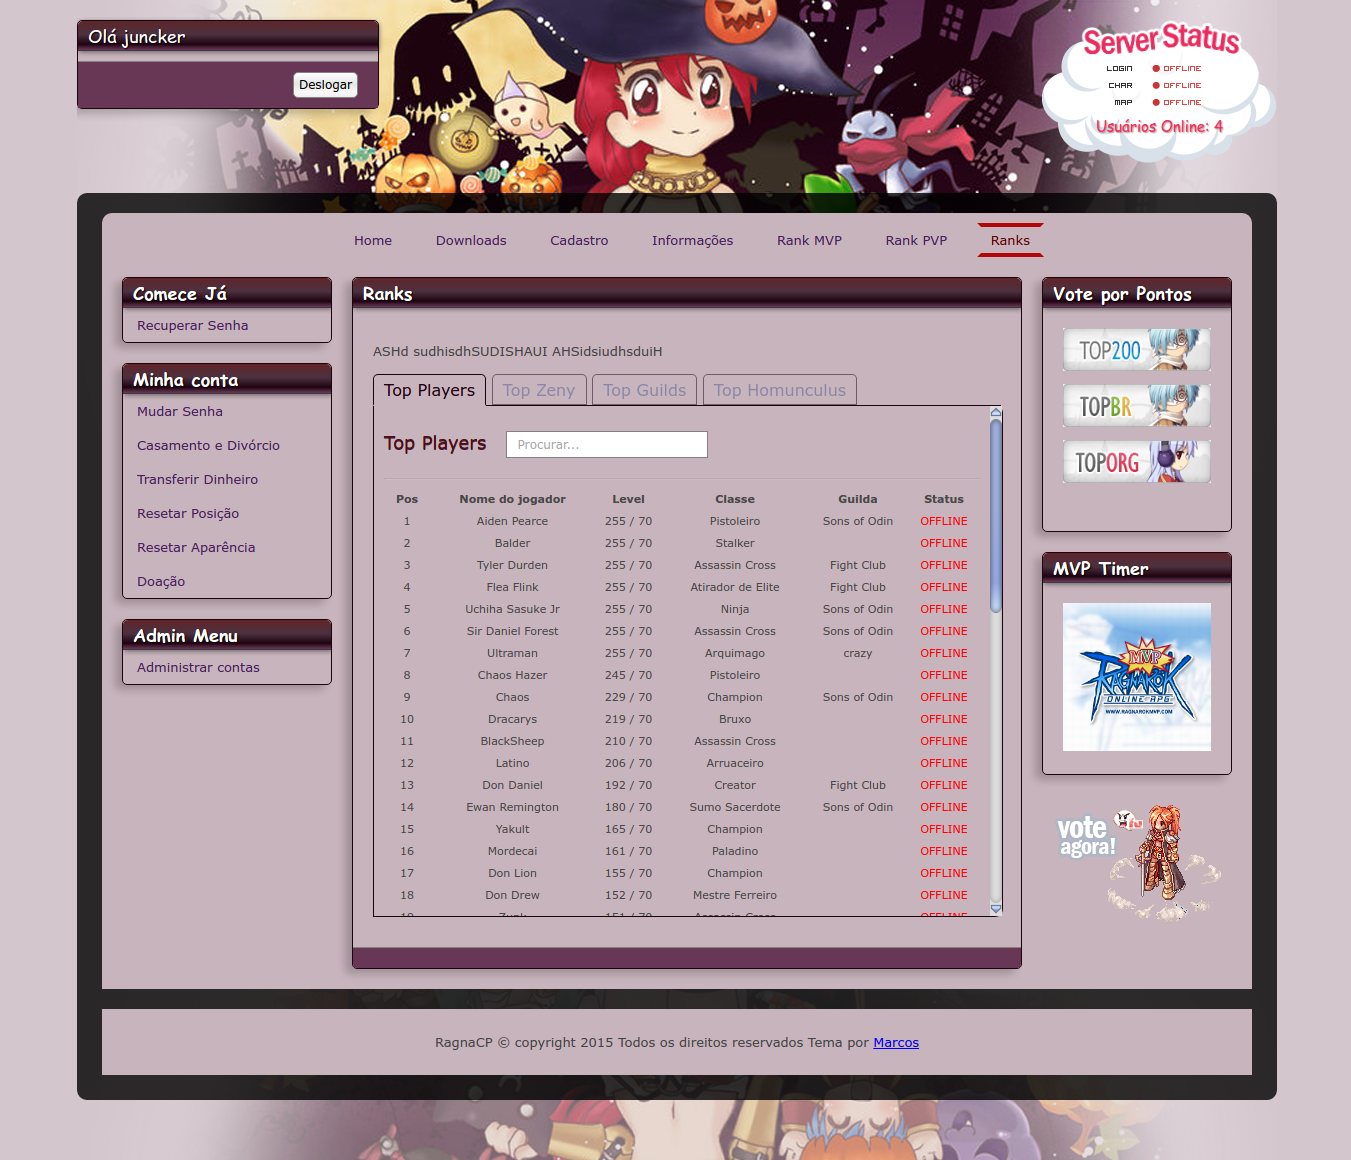 Olá juncker
Deslogar
Server Status
LOGIN OFFLINE
CHAR OFFLINE
MAP OFFLINE
Usuários Online: 4
Home Downloads Cadastro Informações Rank MVP Rank PVP Ranks
Comece Já
Recuperar Senha
Minha conta
Mudar Senha
Casamento e Divórcio
Transferir Dinheiro
Resetar Posição
Resetar Aparência
Doação
Admin Menu
Administrar contas
Ranks
ASHd sudhisdhSUDISHAUI AHSidsiudhsduiH
Top Players Top Zeny Top Guilds Top Homunculus
Top Players Procurar...
Pos Nome do jogador Level Classe Guilda Status
1 Aiden Pearce 255 / 70 Pistoleiro Sons of Odin OFFLINE
2 Balder 255 / 70 Stalker OFFLINE
3 Tyler Durden 255 / 70 Assassin Cross Fight Club OFFLINE
4 Flea Flink 255 / 70 Atirador de Elite Fight Club OFFLINE
5 Uchiha Sasuke Jr 255 / 70 Ninja Sons of Odin OFFLINE
6 Sir Daniel Forest 255 / 70 Assassin Cross Sons of Odin OFFLINE
7 Ultraman 255 / 70 Arquimago crazy OFFLINE
8 Chaos Hazer 245 / 70 Pistoleiro OFFLINE
9 Chaos 229 / 70 Champion Sons of Odin OFFLINE
10 Dracarys 219 / 70 Bruxo OFFLINE
11 BlackSheep 210 / 70 Assassin Cross OFFLINE
12 Latino 206 / 70 Arruaceiro OFFLINE
13 Don Daniel 192 / 70 Creator Fight Club OFFLINE
14 Ewan Remington 180 / 70 Sumo Sacerdote Sons of Odin OFFLINE
15 Yakult 165 / 70 Champion OFFLINE
16 Mordecai 161 / 70 Paladino OFFLINE
17 Don Lion 155 / 70 Champion OFFLINE
18 Don Drew 152 / 70 Mestre Ferreiro OFFLINE
19 151 / 70 Assassin Cross OFFLINE
Vote por Pontos
TOP200
TOPBR
TOPORG
MVP Timer
MVP
RAGNAROK
ONLINE RPG
WWW.RAGNAROKMVP.COM
vote
agora!
RagnaCP © copyright 2015 Todos os direitos reservados Tema por Marcos